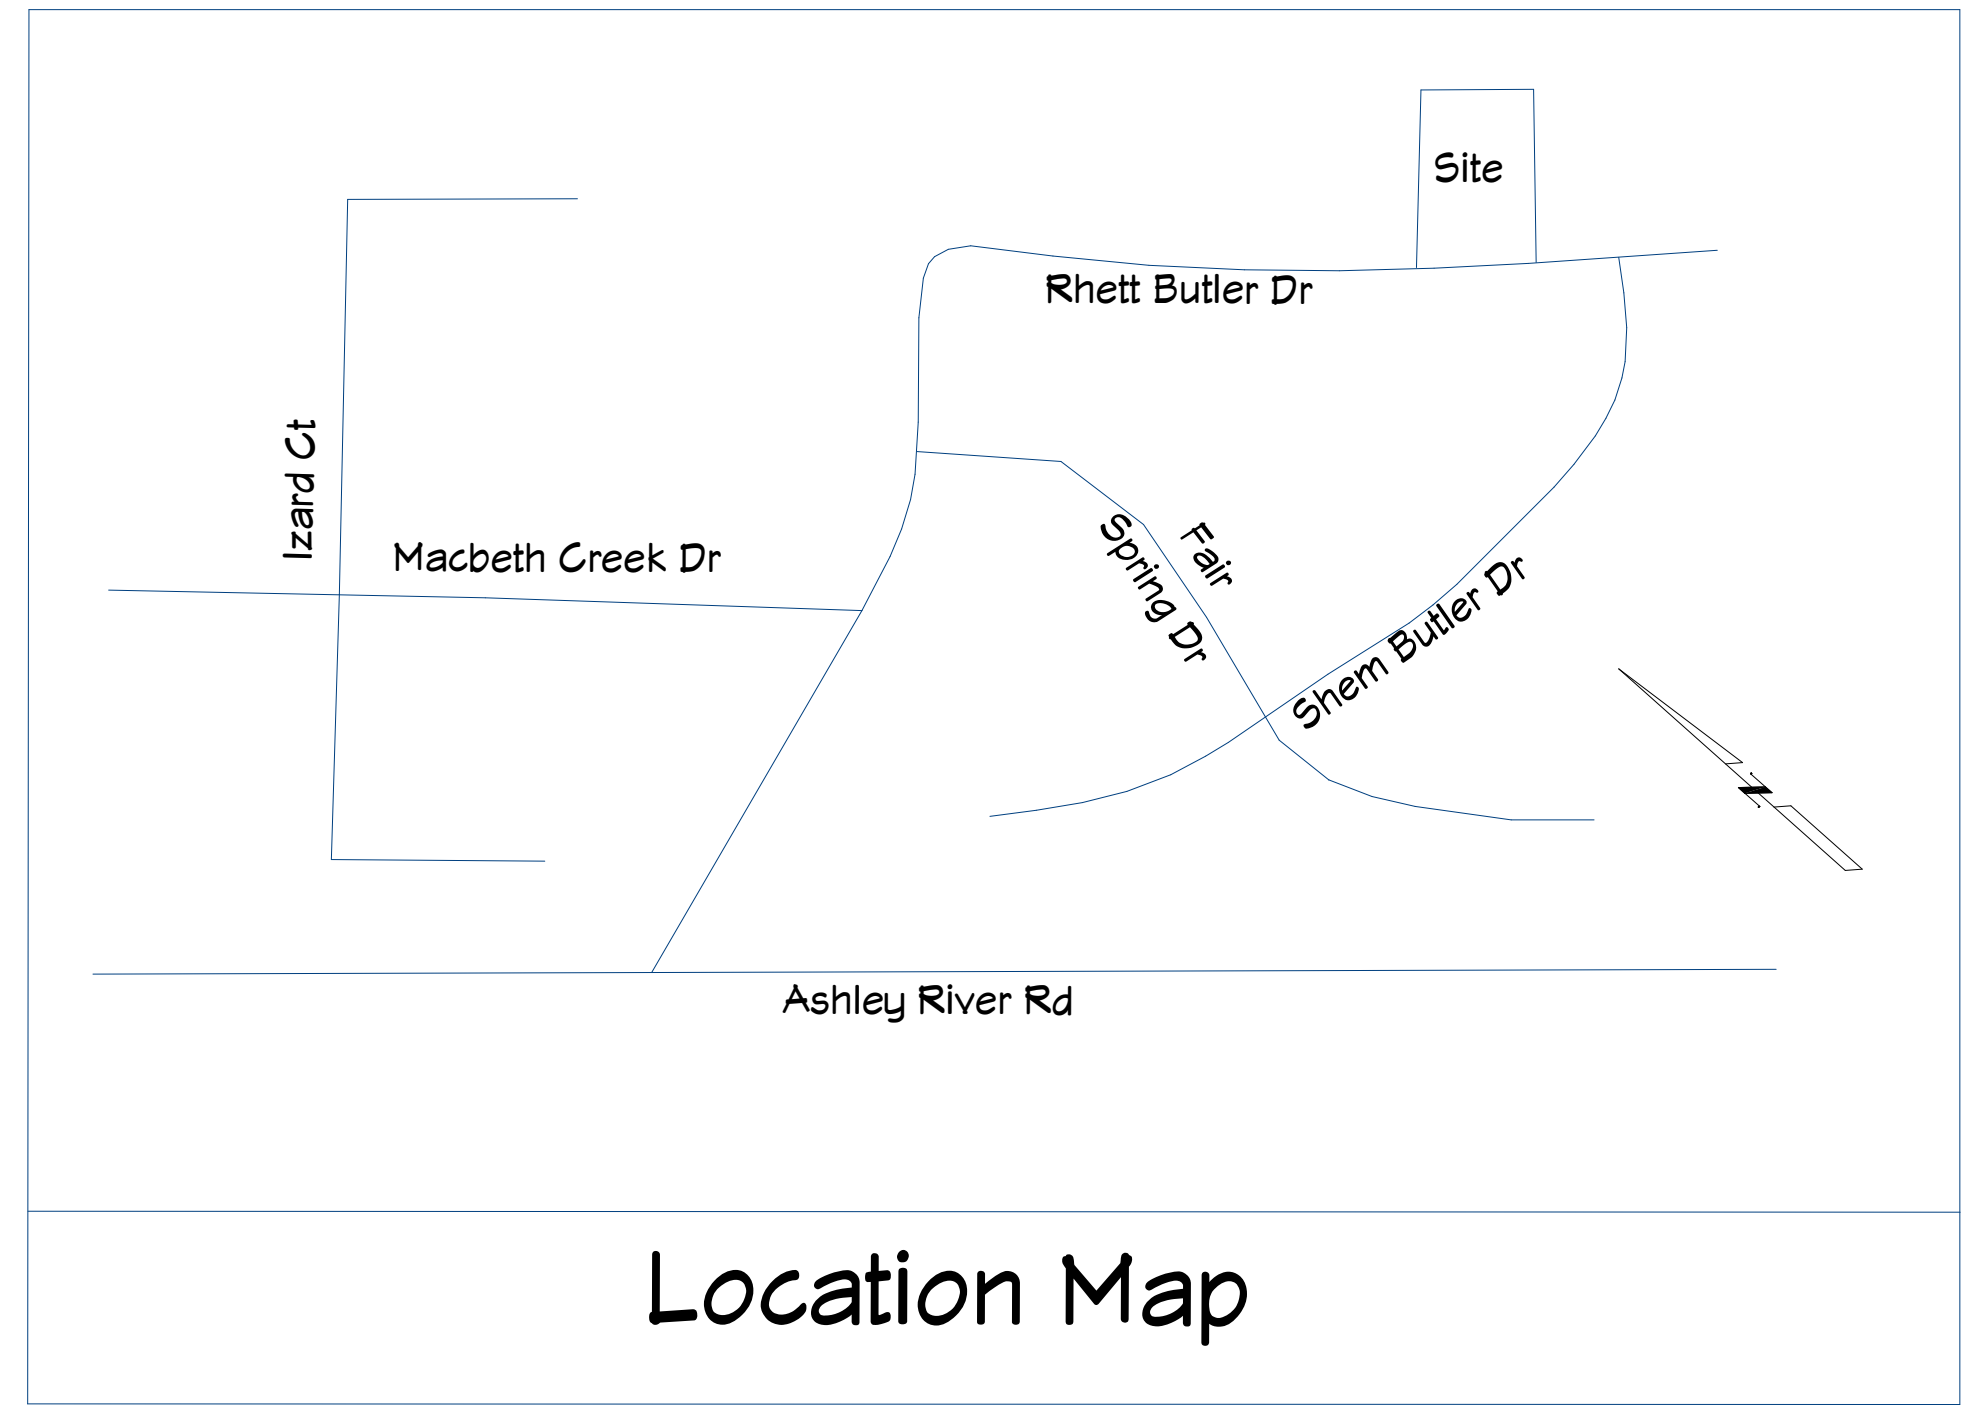 Site
Rhett Butler Dr
Izard Ct
Macbeth Creek Dr
Fair
Spring Dr
Shem Butler Dr
N
Ashley River Rd
Location Map